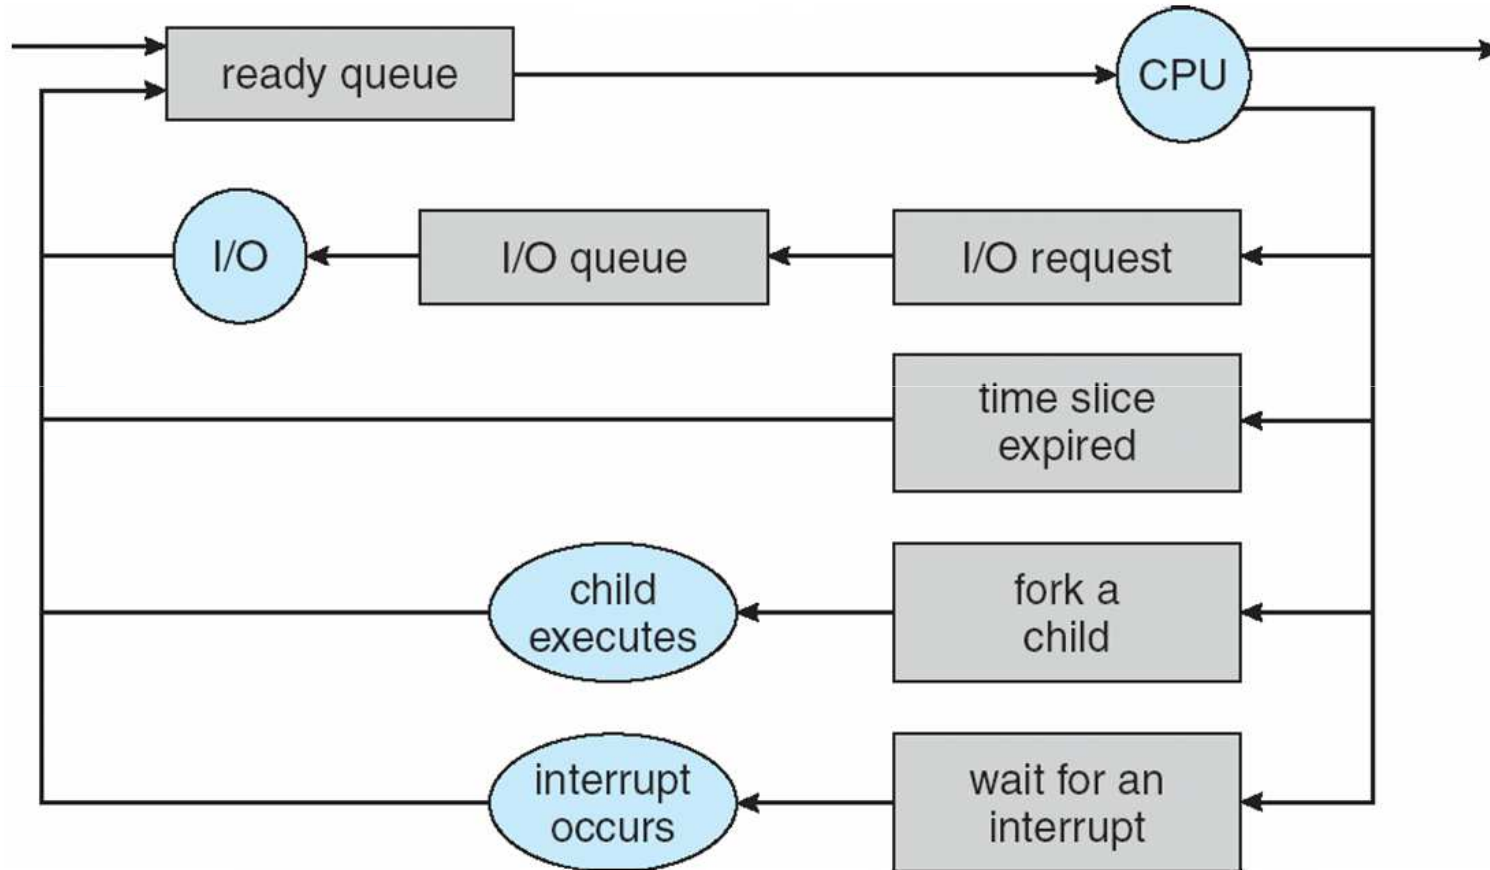 ready queue
CPU
I/O
I/O queue
I/O request
time slice
expired
child
executes
fork a
child
interrupt
occurs
wait for an
interrupt